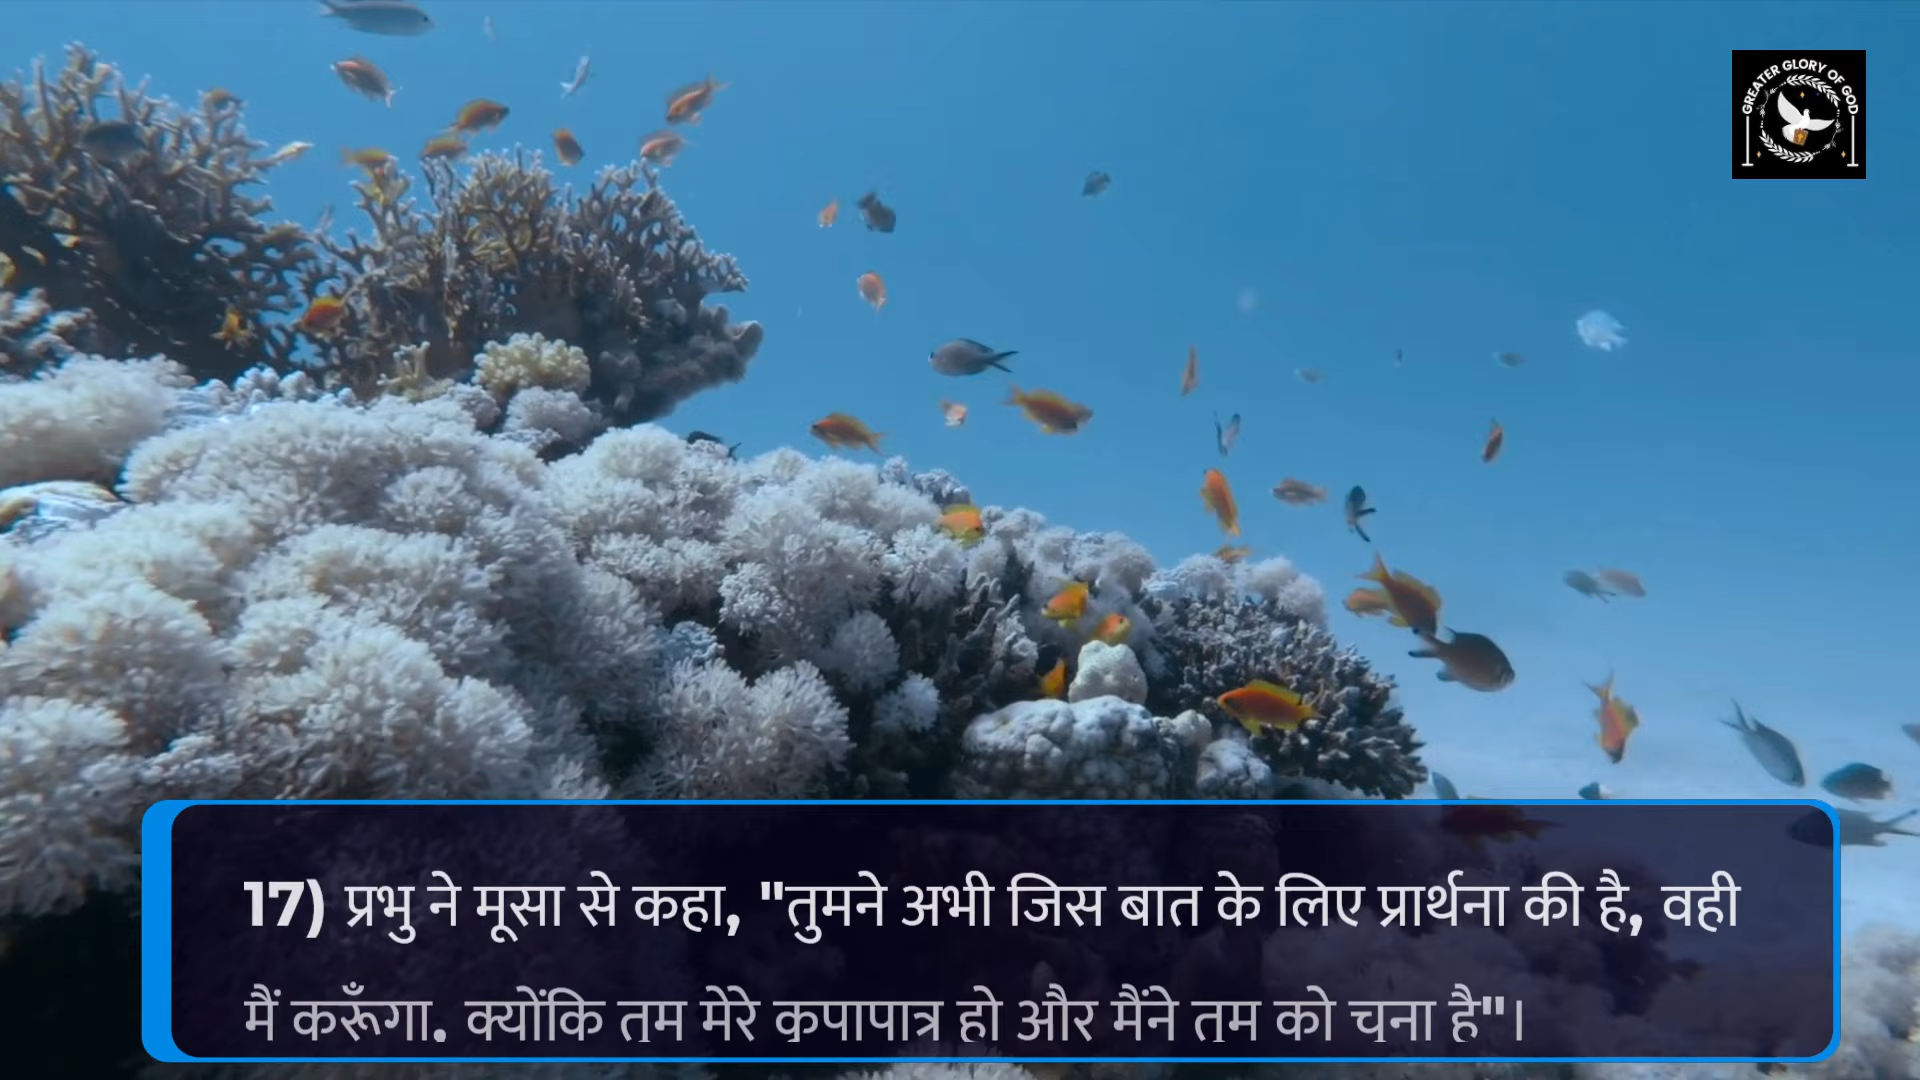 GREATER GLORY OF GOD
17) प्रभु ने मूसा से कहा, "तुमने अभी जिस बात के लिए प्रार्थना की है, वही
मैं करूँगा, क्योंकि तुम मेरे कृपापात्र हो और मैंने तुम को चुना है"।